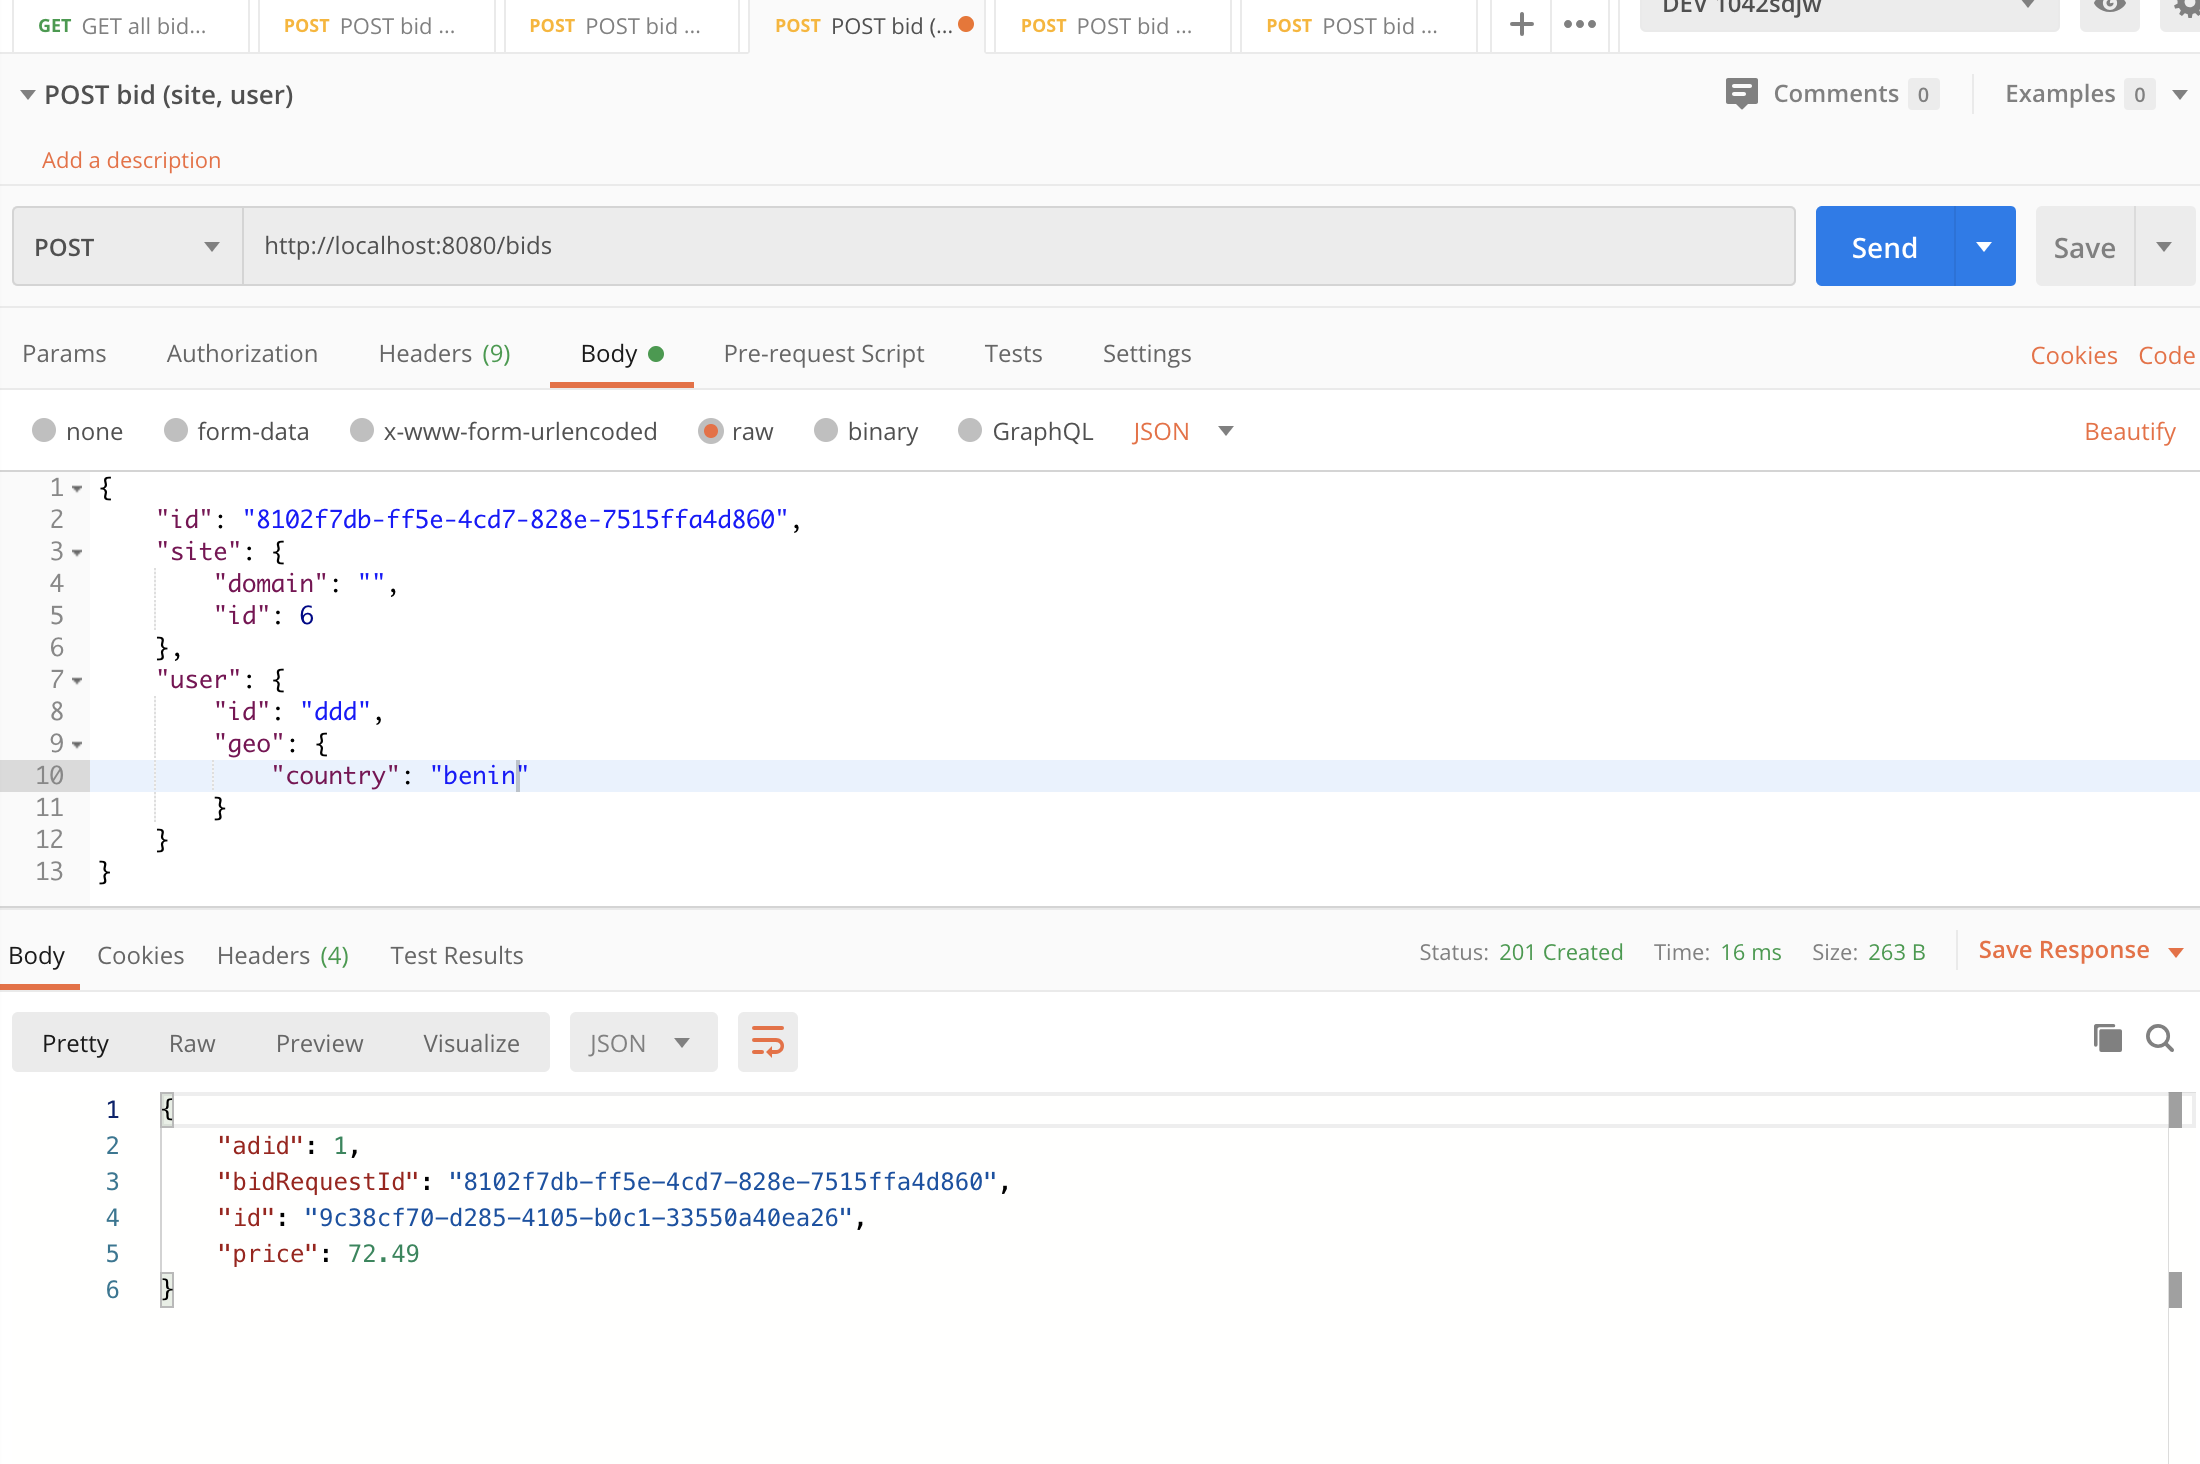 GET GET all bid... POST POST bid ... POST POST bid ... POST POST bid (... POST POST bid ... POST POST bid ... DEV 1042sdjw
POST bid (site, user) Comments 0 Examples 0
Add a description
POST http://localhost:8080/bids Send Save
Params Authorization Headers (9) Body Pre-request Script Tests Settings Cookies Code
none form-data x-www-form-urlencoded raw binary GraphQL JSON Beautify
1 {
2 "id": "8102f7db-ff5e-4cd7-828e-7515ffa4d860",
3 "site": {
4 "domain": "",
5 "id": 6
6 },
7 "user": {
8 "id": "ddd",
9 "geo": {
10 "country": "benin"
11 }
12 }
13 }
Body Cookies Headers (4) Test Results Status: 201 Created Time: 16 ms Size: 263 B Save Response
Pretty Raw Preview Visualize JSON
1 {
2 "adid": 1,
3 "bidRequestId": "8102f7db-ff5e-4cd7-828e-7515ffa4d860",
4 "id": "9c38cf70-d285-4105-b0c1-33550a40ea26",
5 "price": 72.49
6 }